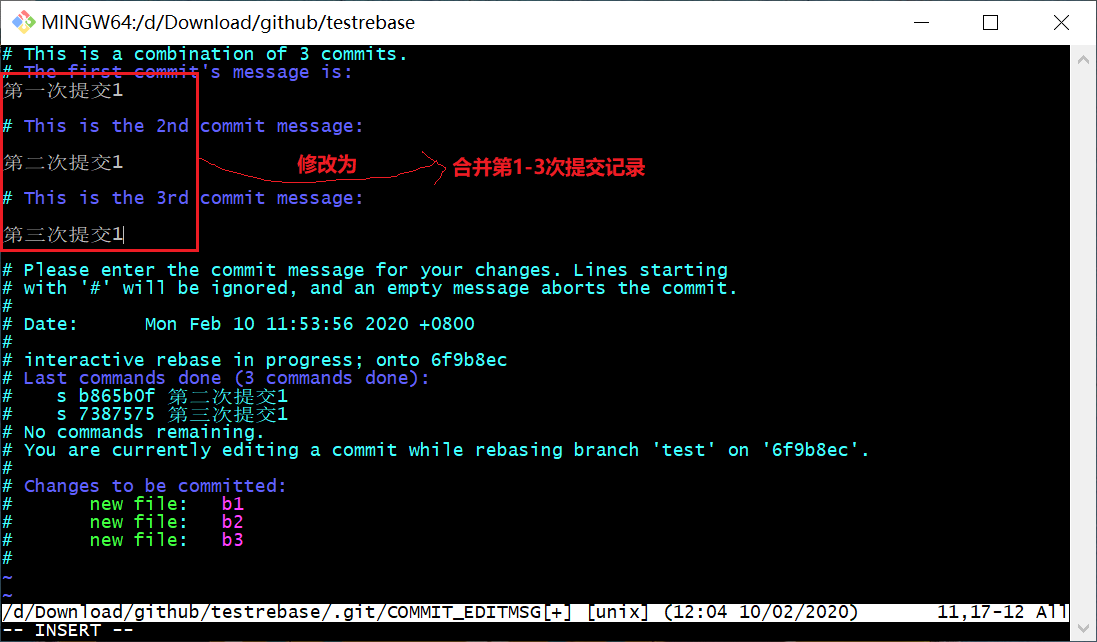 MINGW64:/d/Download/github/testrebase
# This is a combination of 3 commits.
# The first commit's message is:
第一次提交1
# This is the 2nd commit message:
第二次提交1
修改为
合并第1-3次提交记录
# This is the 3rd commit message:
第三次提交1
# Please enter the commit message for your changes. Lines starting
# with '#' will be ignored, and an empty message aborts the commit.
#
# Date:      Mon Feb 10 11:53:56 2020 +0800
#
# interactive rebase in progress; onto 6f9b8ec
# Last commands done (3 commands done):
#    s b865b0f 第二次提交1
#    s 7387575 第三次提交1
# No commands remaining.
# You are currently editing a commit while rebasing branch 'test' on '6f9b8ec'.
#
# Changes to be committed:
#       new file:   b1
#       new file:   b2
#       new file:   b3
#
~
~
/d/Download/github/testrebase/.git/COMMIT_EDITMSG[+] [unix] (12:04 10/02/2020) 11,17-12 All
-- INSERT --